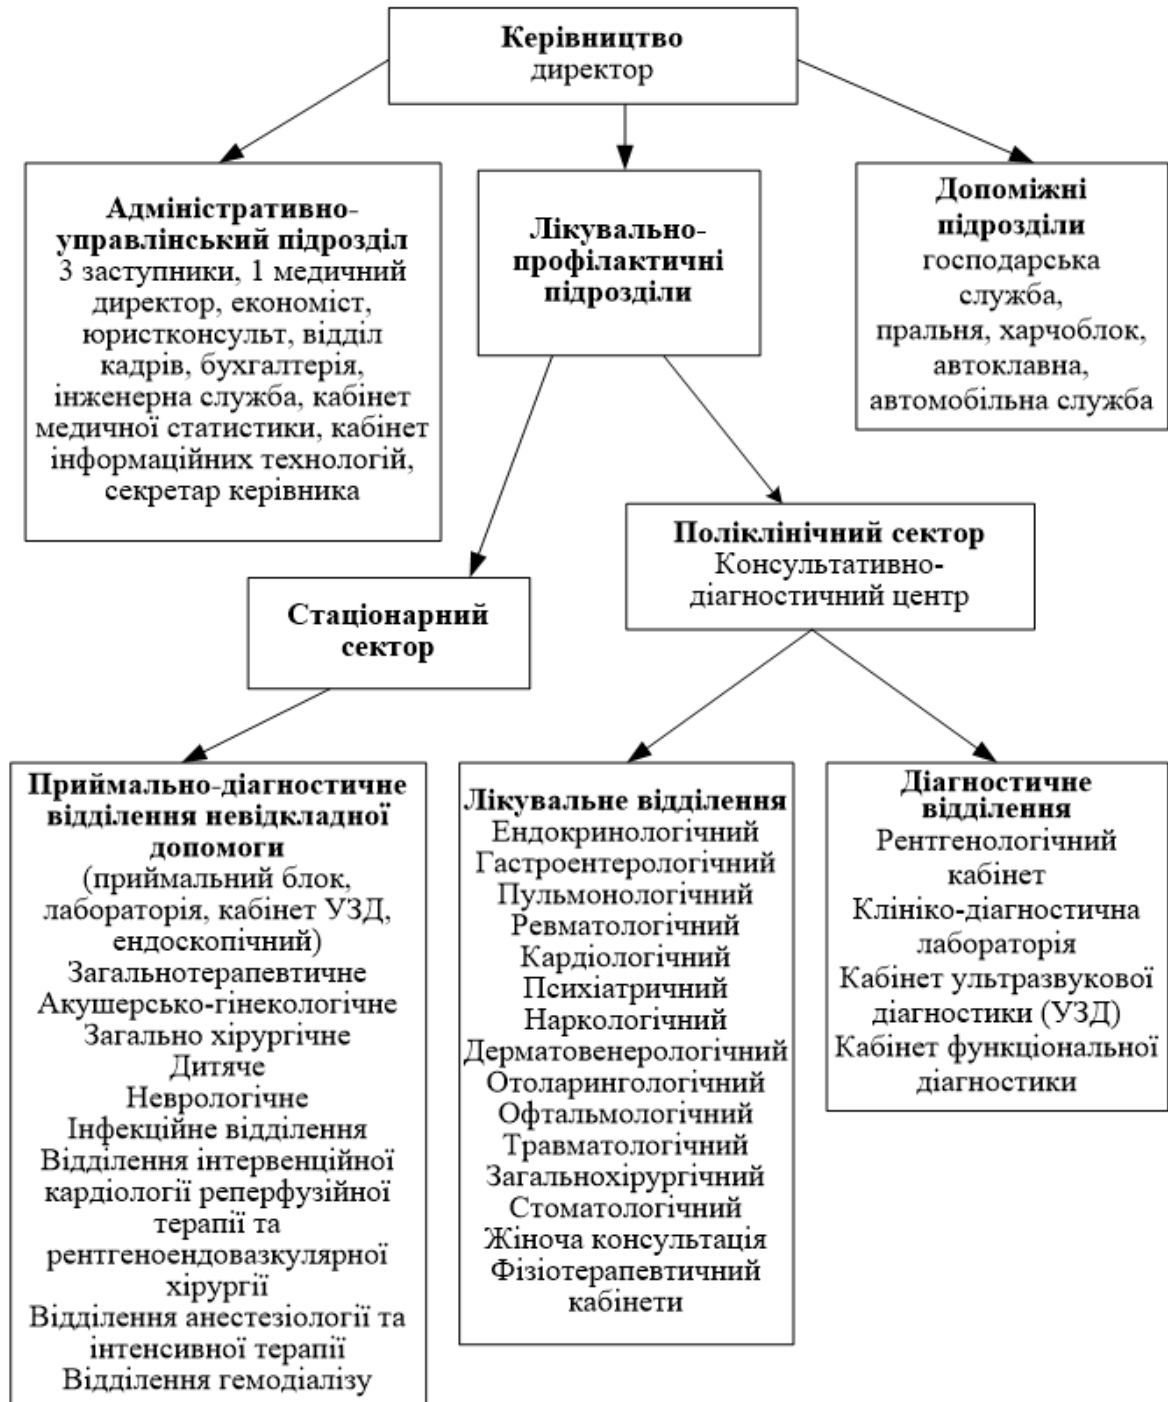 Керівництво
директор
Адміністративно-
управлінський підрозділ
3 заступники, 1 медичний
директор, економіст,
юристконсульт, відділ
кадрів, бухгалтерія,
інженерна служба, кабінет
медичної статистики, кабінет
інформаційних технологій,
секретар керівника
Лікувально-
профілактичні
підрозділи
Допоміжні
підрозділи
господарська
служба,
пральня, харчоблок,
автоклавна,
автомобільна служба
Стаціонарний
сектор
Поліклінічний сектор
Консультативно-
діагностичний центр
Приймально-діагностичне
відділення невідкладної
допомоги
(приймальний блок,
лабораторія, кабінет УЗД,
ендоскопічний)
Загальнотерапевтичне
Акушерсько-гінекологічне
Загально хірургічне
Дитяче
Неврологічне
Інфекційне відділення
Відділення інтервенційної
кардіології реперфузійної
терапії та
рентгеноендовазкулярної
хірургії
Відділення анестезіології та
інтенсивної терапії
Відділення гемодіалізу
Лікувальне відділення
Ендокринологічний
Гастроентерологічний
Пульмонологічний
Ревматологічний
Кардіологічний
Психіатричний
Наркологічний
Дерматовенерологічний
Отоларингологічний
Офтальмологічний
Травматологічний
Загальнохірургічний
Стоматологічний
Жіноча консультація
Фізіотерапевтичний
кабінети
Діагностичне
відділення
Рентгенологічний
кабінет
Клініко-діагностична
лабораторія
Кабінет ультразвукової
діагностики (УЗД)
Кабінет функціональної
діагностики